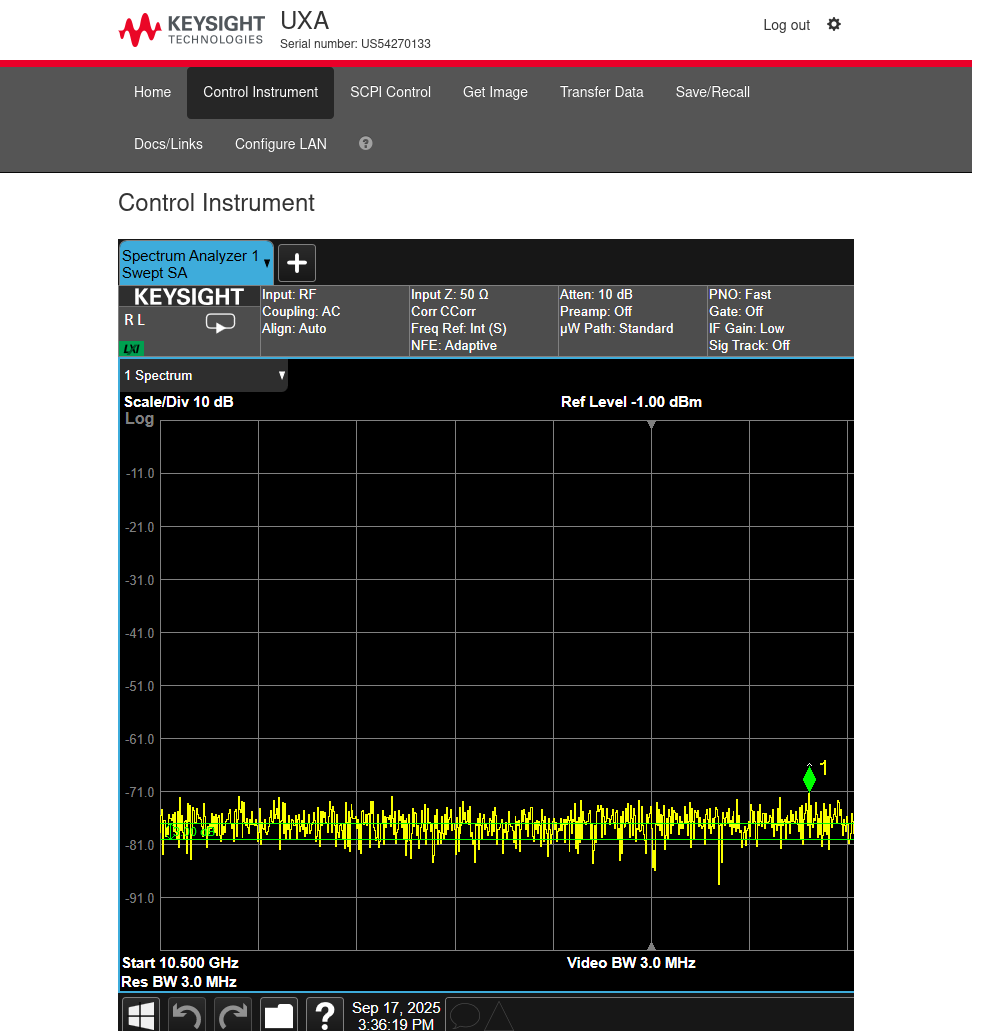 KEYSIGHT
TECHNOLOGIES
UXA
Serial number: US54270133
Log out
Home
Control Instrument
SCPI Control
Get Image
Transfer Data
Save/Recall
Docs/Links
Configure LAN
?
Control Instrument
Spectrum Analyzer 1
Swept SA
+
KEYSIGHT
R L
LXI
Input: RF
Coupling: AC
Align: Auto
Input Z: 50 Ω
Corr CCorr
Freq Ref: Int (S)
NFE: Adaptive
Atten: 10 dB
Preamp: Off
µW Path: Standard
PNO: Fast
Gate: Off
IF Gain: Low
Sig Track: Off
1 Spectrum
Scale/Div 10 dB
Ref Level -1.00 dBm
Log
-11.0
-21.0
-31.0
-41.0
-51.0
-61.0
1
-71.0
-81.0
-91.0
Start 10.500 GHz
Video BW 3.0 MHz
Res BW 3.0 MHz
?
Sep 17, 2025
3:36:19 PM